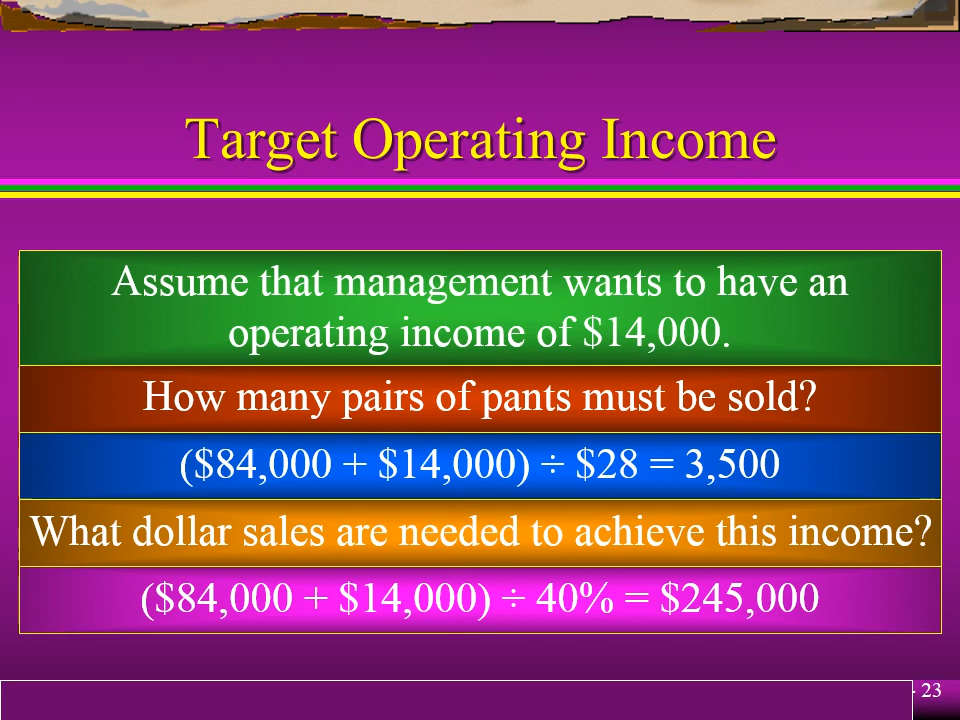 Target Operating Income
Assume that management wants to have an
operating income of $14,000.
How many pairs of pants must be sold?
($84,000 + $14,000) ÷ $28 = 3,500
What dollar sales are needed to achieve this income?
($84,000 + $14,000) ÷ 40% = $245,000
- 23